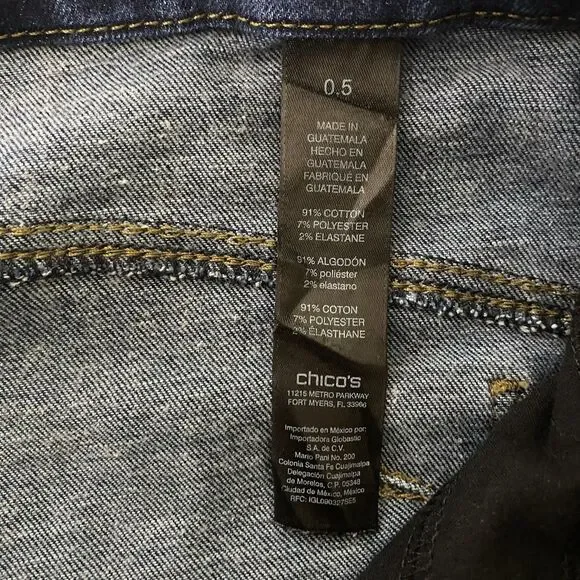 0.5
MADE IN
GUATEMALA
HECHO EN
GUATEMALA
FABRIQUÉ EN
GUATEMALA
91% COTTON
7% POLYESTER
2% ELASTANE
91% ALGODÓN
7% poliéster
2% elastano
91% COTON
7% POLYESTER
2% ÉLASTHANE
chico's
11215 METRO PARKWAY
FORT MYERS, FL 33966
Importado en México por:
Importadora Globastic
S.A. de C.V.
Mario Pani No. 200
Colonia Santa Fe Cuajimalpa
Delegación Cuajimalpa
de Morelos, C.P. 05348
Ciudad de México, México
RFC: IGL090327SE5